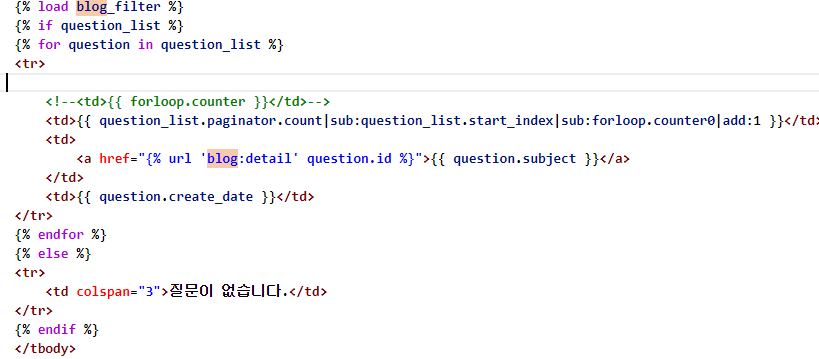 {% load blog_filter %}
{% if question_list %}
{% for question in question_list %}
<tr>
<!--<td>{{ forloop.counter }}</td>-->
<td>{{ question_list.paginator.count|sub:question_list.start_index|sub:forloop.counter0|add:1 }}</td>
<td>
<a href="{% url 'blog:detail' question.id %}">{{ question.subject }}</a>
</td>
<td>{{ question.create_date }}</td>
</tr>
{% endfor %}
{% else %}
<tr>
<td colspan="3">질문이 없습니다.</td>
</tr>
{% endif %}
</tbody>